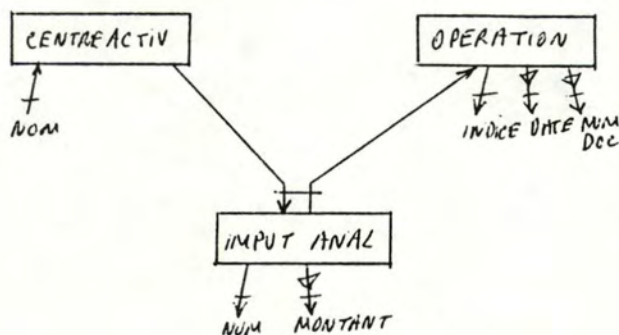 CENTREACTIV
OPERATION
NOM
INDICE DATE NUM
DOC
IMPUT ANAL
NUM MONTANT